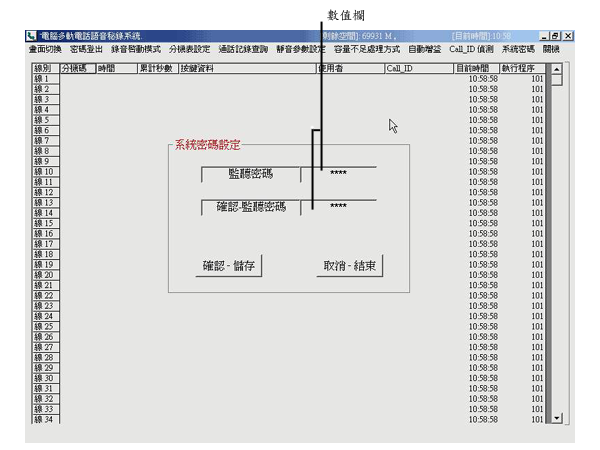 數值欄
電腦多軌電話語音秘錄系統. [剩餘空間]: 69931 M , [目前時間]:10:58
畫面切換 密碼登出 錄音啓動模式 分機表設定 通話記錄查詢 靜音參數設定 容量不足處理方式 自動增益 Call_ID 偵測 系統密碼 關機
線別 分機碼 時間 累計秒數 按鍵資料 使用者 Call_ID 目前時間 執行程序
線 1 10:58:58 101
線 2 10:58:58 101
線 3 10:58:58 101
線 4 10:58:58 101
線 5 10:58:58 101
線 6 10:58:58 101
線 7 10:58:58 101
系統密碼設定
線 8 10:58:58 101
線 9 10:58:58 101
線 10 監聽密碼 **** 10:58:58 101
線 11 10:58:58 101
線 12 10:58:58 101
線 13 確認-監聽密碼 **** 10:58:58 101
線 14 10:58:58 101
線 15 10:58:58 101
線 16 10:58:58 101
線 17 10:58:58 101
線 18 10:58:58 101
線 19 確認 - 儲存 取消 - 結束 10:58:58 101
線 20 10:58:58 101
線 21 10:58:58 101
線 22 10:58:58 101
線 23 10:58:58 101
線 24 10:58:58 101
線 25 10:58:58 101
線 26 10:58:58 101
線 27 10:58:58 101
線 28 10:58:58 101
線 29 10:58:58 101
線 30 10:58:58 101
線 31 10:58:58 101
線 32 10:58:58 101
線 33 10:58:58 101
線 34 10:58:58 101